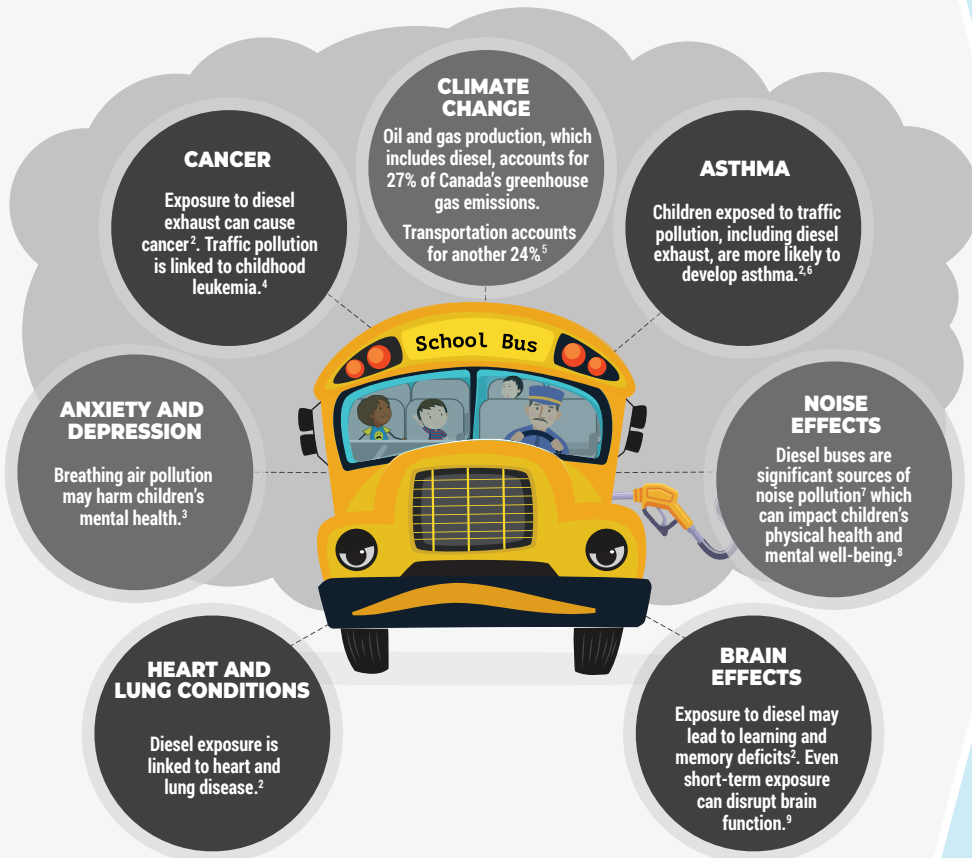 CLIMATE
CHANGE
Oil and gas production, which
includes diesel, accounts for
27% of Canada's greenhouse
gas emissions.
Transportation accounts
for another 24%.5
CANCER
Exposure to diesel
exhaust can cause
cancer2. Traffic pollution
is linked to childhood
leukemia.4
ASTHMA
Children exposed to traffic
pollution, including diesel
exhaust, are more likely to
develop asthma.2,6
School Bus
ANXIETY AND
DEPRESSION
Breathing air pollution
may harm children's
mental health.3
NOISE
EFFECTS
Diesel buses are
significant sources of
noise pollution7 which
can impact children's
physical health and
mental well-being.8
HEART AND
LUNG CONDITIONS
Diesel exposure is
linked to heart and
lung disease.2
BRAIN
EFFECTS
Exposure to diesel may
lead to learning and
memory deficits2. Even
short-term exposure
can disrupt brain
function.9